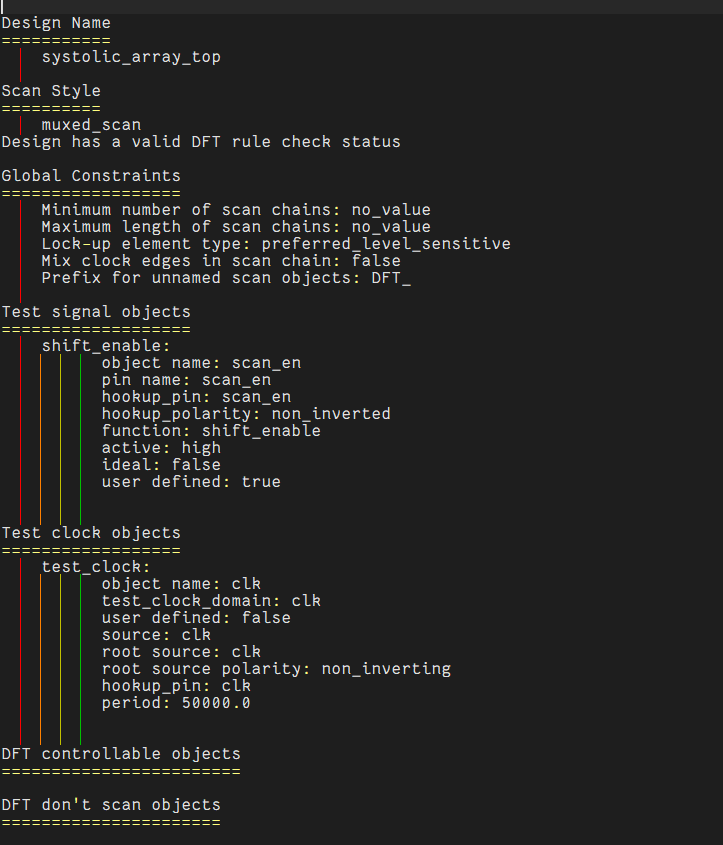 Design Name
===========
systolic_array_top
Scan Style
==========
muxed_scan
Design has a valid DFT rule check status
Global Constraints
==================
Minimum number of scan chains: no_value
Maximum length of scan chains: no_value
Lock-up element type: preferred_level_sensitive
Mix clock edges in scan chain: false
Prefix for unnamed scan objects: DFT_
Test signal objects
===================
shift_enable:
object name: scan_en
pin name: scan_en
hookup_pin: scan_en
hookup_polarity: non_inverted
function: shift_enable
active: high
ideal: false
user defined: true
Test clock objects
==================
test_clock:
object name: clk
test_clock_domain: clk
user defined: false
source: clk
root source: clk
root source polarity: non_inverting
hookup_pin: clk
period: 50000.0
DFT controllable objects
========================
DFT don't scan objects
======================